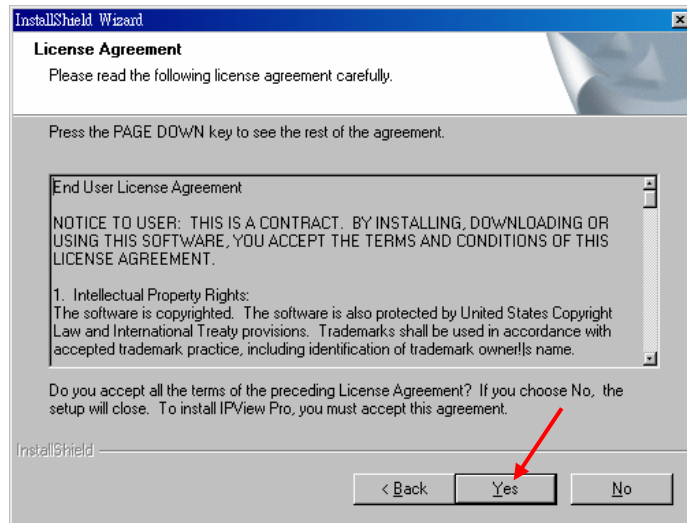 InstallShield Wizard
License Agreement
Please read the following license agreement carefully.
Press the PAGE DOWN key to see the rest of the agreement.
End User License Agreement
NOTICE TO USER: THIS IS A CONTRACT. BY INSTALLING, DOWNLOADING OR
USING THIS SOFTWARE, YOU ACCEPT THE TERMS AND CONDITIONS OF THIS
LICENSE AGREEMENT.
1. Intellectual Property Rights:
The software is copyrighted. The software is also protected by United States Copyright
Law and International Treaty provisions. Trademarks shall be used in accordance with
accepted trademark practice, including identification of trademark owner!|s name.
Do you accept all the terms of the preceding License Agreement? If you choose No, the
setup will close. To install IPView Pro, you must accept this agreement.
InstallShield
< Back
Yes
No